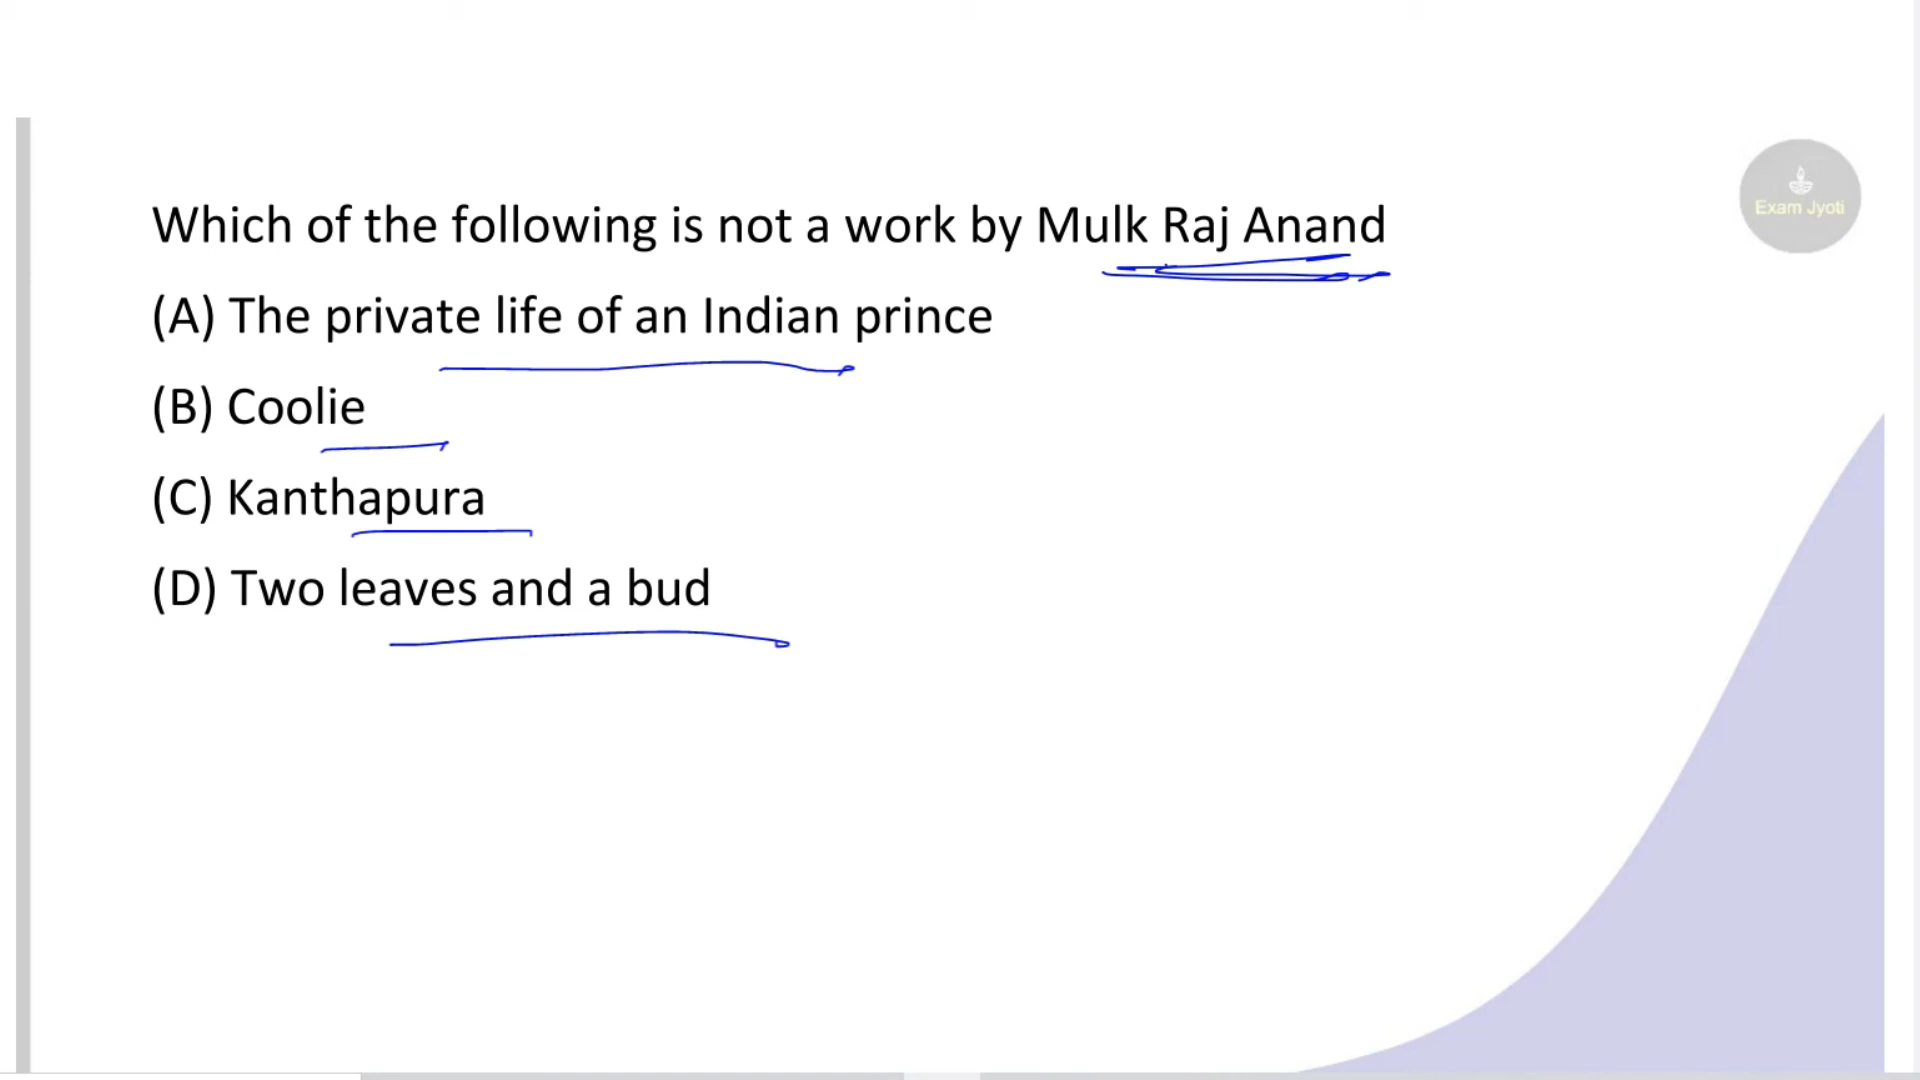 Exam Jyoti
Which of the following is not a work by Mulk Raj Anand
(A) The private life of an Indian prince
(B) Coolie
(C) Kanthapura
(D) Two leaves and a bud